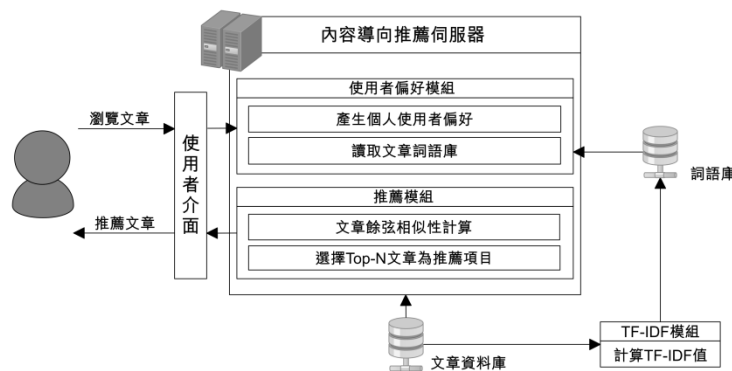 內容導向推薦伺服器
使用者偏好模組
產生個人使用者偏好
讀取文章詞語庫
瀏覽文章
使用者介面
推薦文章
推薦模組
文章餘弦相似性計算
選擇Top-N文章為推薦項目
詞語庫
文章資料庫
TF-IDF模組
計算TF-IDF值